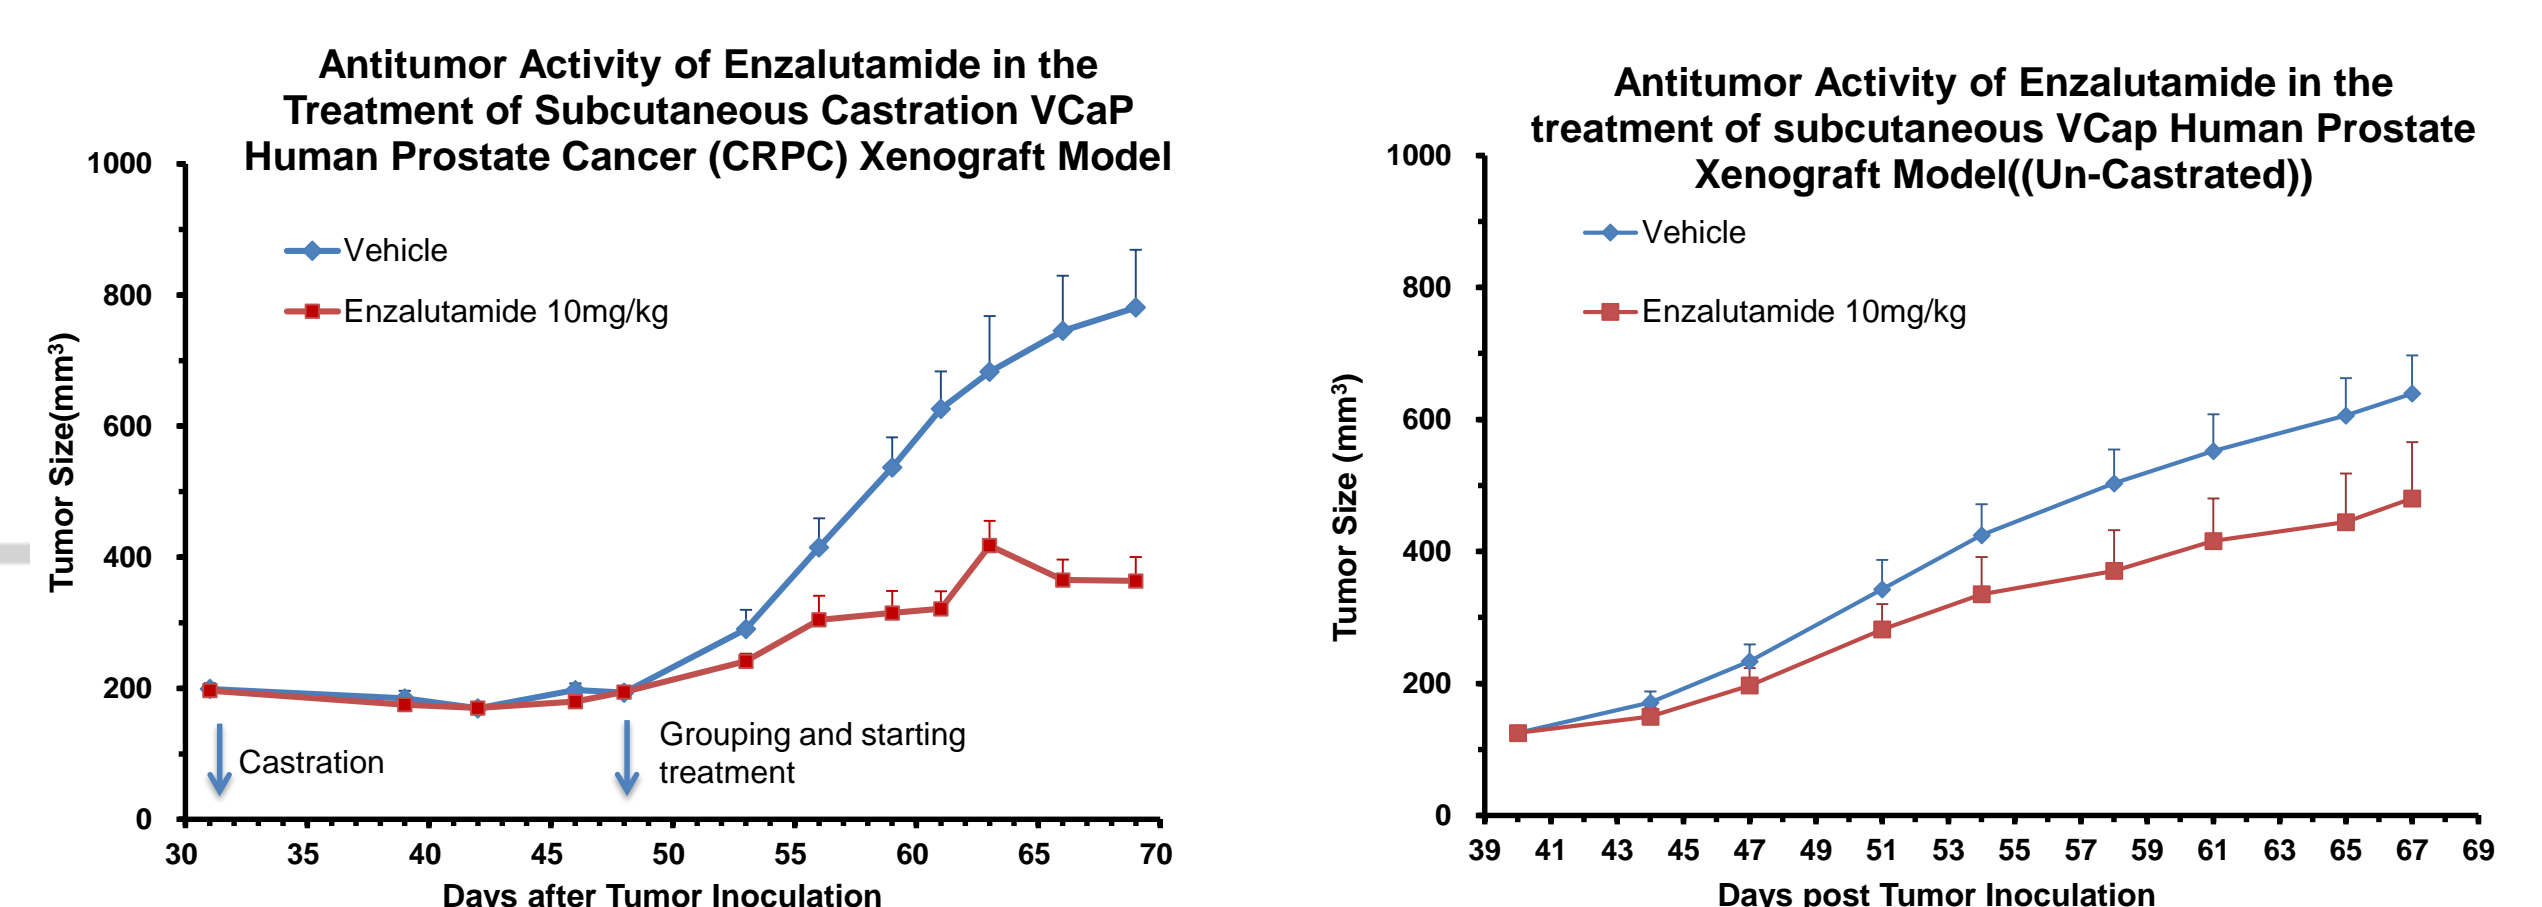 Antitumor Activity of Enzalutamide in the
Treatment of Subcutaneous Castration VCaP
Human Prostate Cancer (CRPC) Xenograft Model
1000
800
600
400
200
0
Tumor Size(mm³)
Vehicle
Enzalutamide 10mg/kg
Castration
Grouping and starting
treatment
30 35 40 45 50 55 60 65 70
Days after Tumor Inoculation
Antitumor Activity of Enzalutamide in the
treatment of subcutaneous VCap Human Prostate
Xenograft Model((Un-Castrated))
1000
800
600
400
200
0
Tumor Size (mm³)
Vehicle
Enzalutamide 10mg/kg
39 41 43 45 47 49 51 53 55 57 59 61 63 65 67 69
Days post Tumor Inoculation